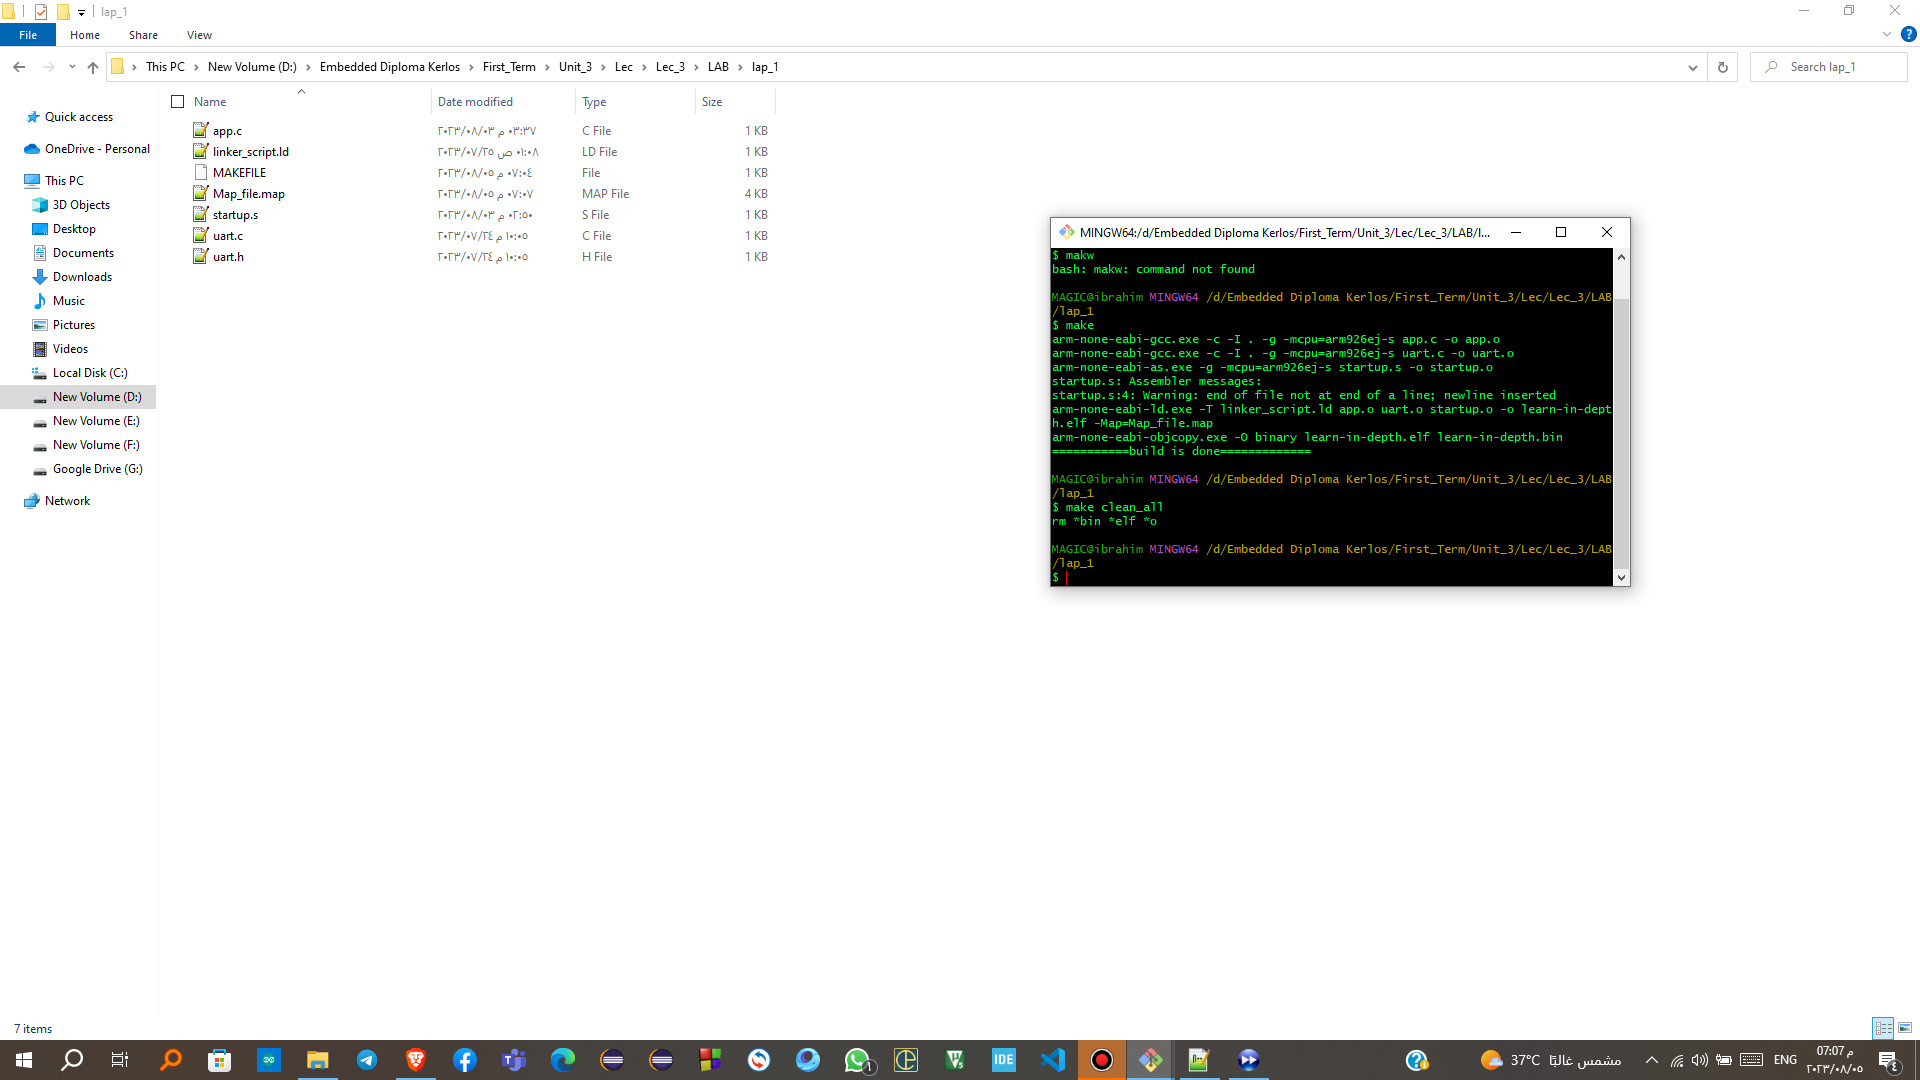 lap_1
File Home Share View
This PC New Volume (D:) Embedded Diploma Kerlos First_Term Unit_3 Lec Lec_3 LAB lap_1
Search lap_1
Name Date modified Type Size
app.c ٢٠٢٣/٠٨/٠٣ ٠٣:٣٧ م C File 1 KB
linker_script.ld ٢٠٢٣/٠٧/٢٥ ٠١:٠٨ ص LD File 1 KB
MAKEFILE ٢٠٢٣/٠٨/٠٥ ٠٧:٠٤ م File 1 KB
Map_file.map ٢٠٢٣/٠٨/٠٥ ٠٧:٠٧ م MAP File 4 KB
startup.s ٢٠٢٣/٠٨/٠٣ ٠٢:٥٠ م S File 1 KB
uart.c ٢٠٢٣/٠٧/٢٤ ١٠:٠٥ م C File 1 KB
uart.h ٢٠٢٣/٠٧/٢٤ ١٠:٠٥ م H File 1 KB
Quick access
OneDrive - Personal
This PC
3D Objects
Desktop
Documents
Downloads
Music
Pictures
Videos
Local Disk (C:)
New Volume (D:)
New Volume (E:)
New Volume (F:)
Google Drive (G:)
Network
MINGW64:/d/Embedded Diploma Kerlos/First_Term/Unit_3/Lec/Lec_3/LAB/l...
$ makw
bash: makw: command not found
MAGIC@ibrahim MINGW64 /d/Embedded Diploma Kerlos/First_Term/Unit_3/Lec/Lec_3/LAB
/lap_1
$ make
arm-none-eabi-gcc.exe -c -I . -g -mcpu=arm926ej-s app.c -o app.o
arm-none-eabi-gcc.exe -c -I . -g -mcpu=arm926ej-s uart.c -o uart.o
arm-none-eabi-as.exe -g -mcpu=arm926ej-s startup.s -o startup.o
startup.s: Assembler messages:
startup.s:4: Warning: end of file not at end of a line; newline inserted
arm-none-eabi-ld.exe -T linker_script.ld app.o uart.o startup.o -o learn-in-dept
h.elf -Map=Map_file.map
arm-none-eabi-objcopy.exe -O binary learn-in-depth.elf learn-in-depth.bin
===========build is done=============
MAGIC@ibrahim MINGW64 /d/Embedded Diploma Kerlos/First_Term/Unit_3/Lec/Lec_3/LAB
/lap_1
$ make clean_all
rm *bin *elf *o
MAGIC@ibrahim MINGW64 /d/Embedded Diploma Kerlos/First_Term/Unit_3/Lec/Lec_3/LAB
/lap_1
$
7 items
IDE
37°C مشمس غالبًا
ENG
07:07 م
٢٠٢٣/٠٨/٠٥
٤